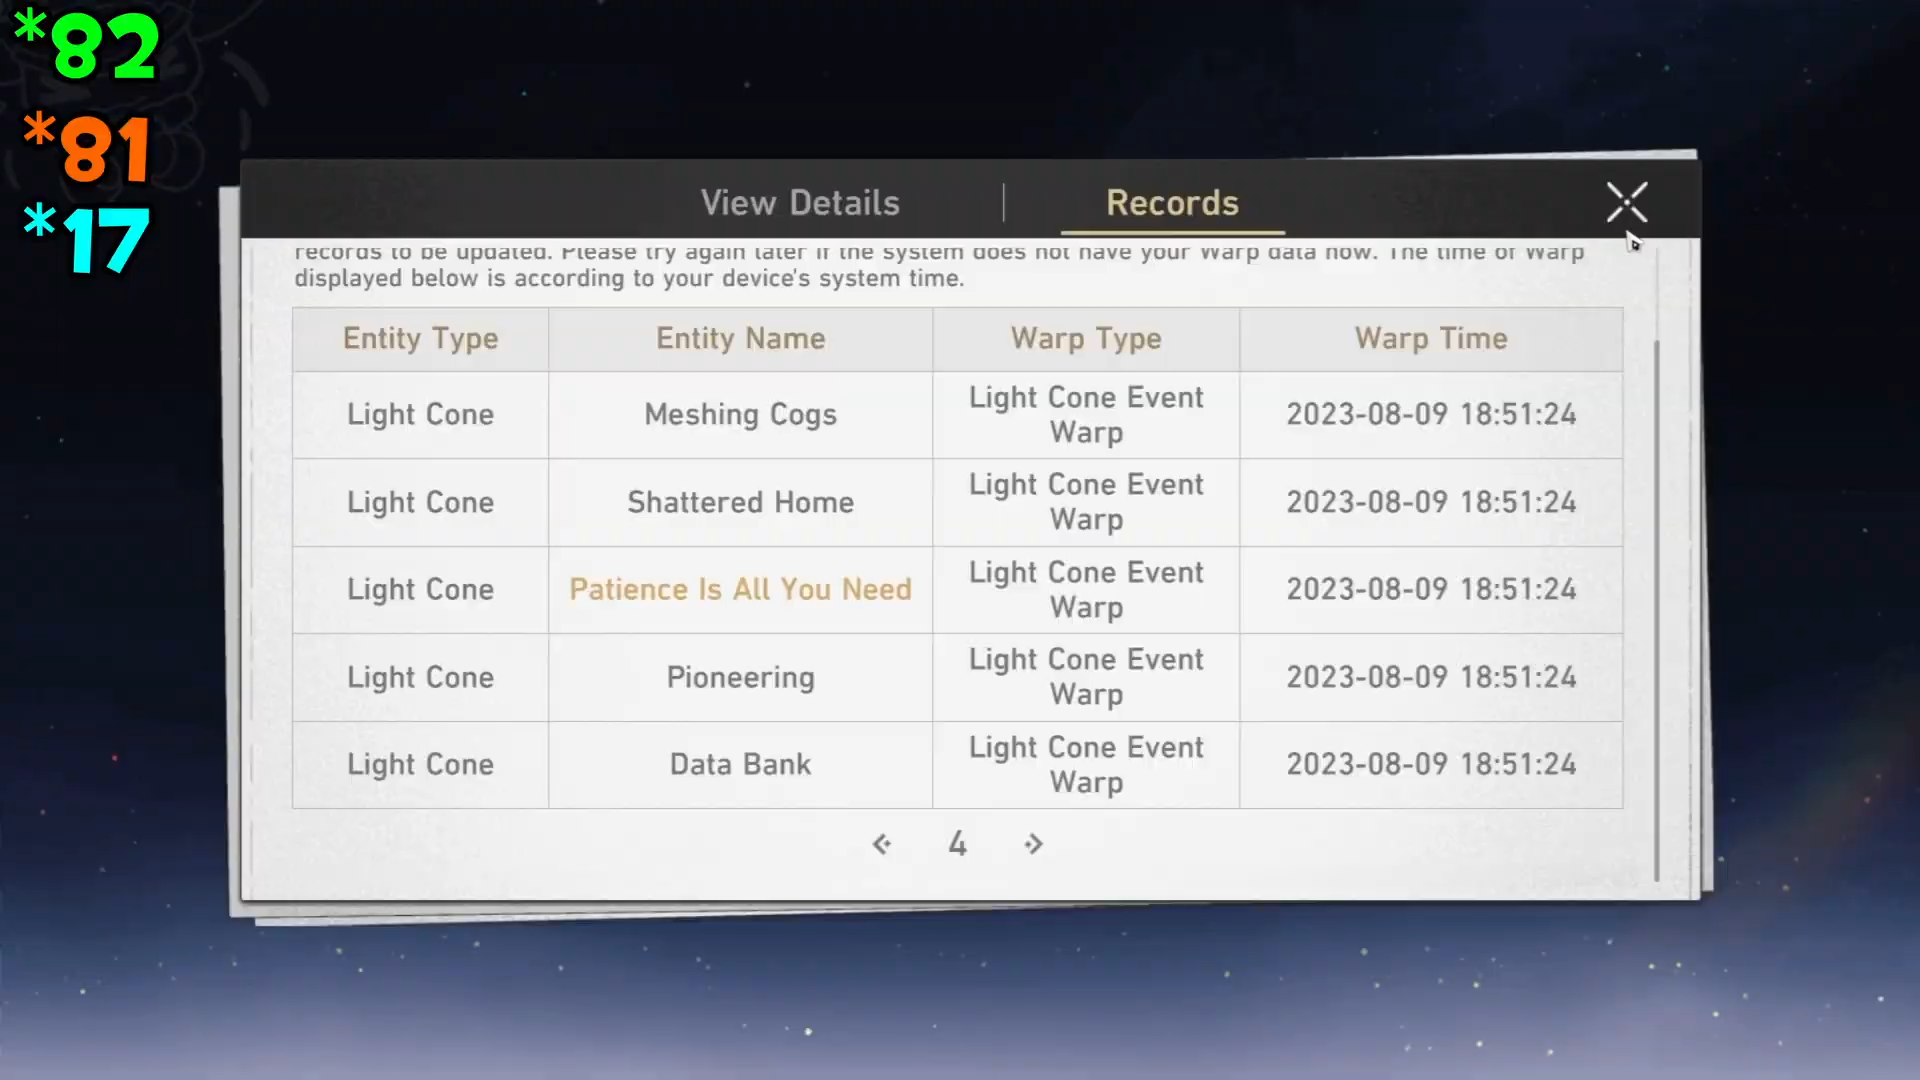 *82
*81
*17
View Details
Records
records to be updated. Please try again later if the system does not have your Warp data now. The time of Warp
displayed below is according to your device's system time.
Entity Type Entity Name Warp Type Warp Time
Light Cone Meshing Cogs Light Cone Event Warp 2023-08-09 18:51:24
Light Cone Shattered Home Light Cone Event Warp 2023-08-09 18:51:24
Light Cone Patience Is All You Need Light Cone Event Warp 2023-08-09 18:51:24
Light Cone Pioneering Light Cone Event Warp 2023-08-09 18:51:24
Light Cone Data Bank Light Cone Event Warp 2023-08-09 18:51:24
4